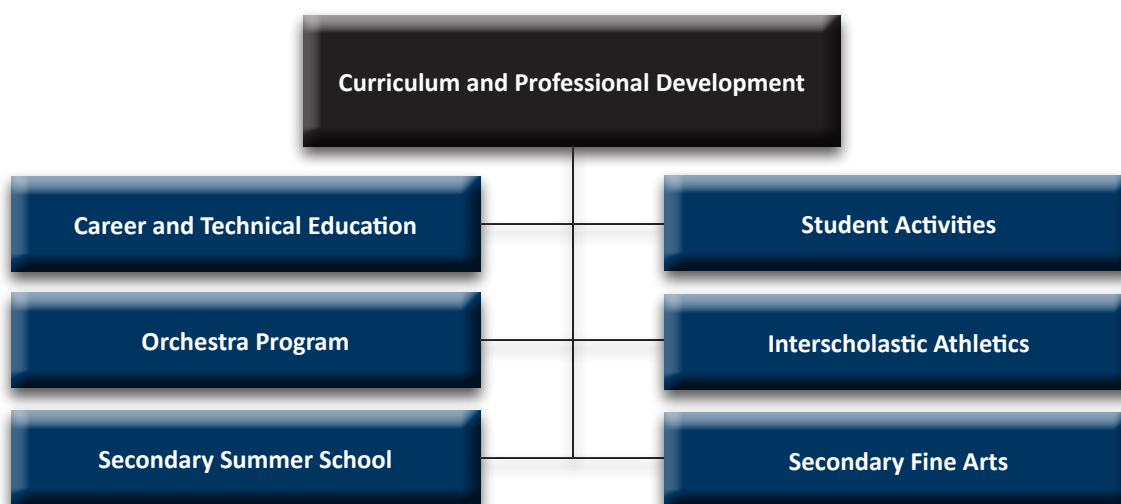 Curriculum and Professional Development
Career and Technical Education
Student Activities
Orchestra Program
Interscholastic Athletics
Secondary Summer School
Secondary Fine Arts